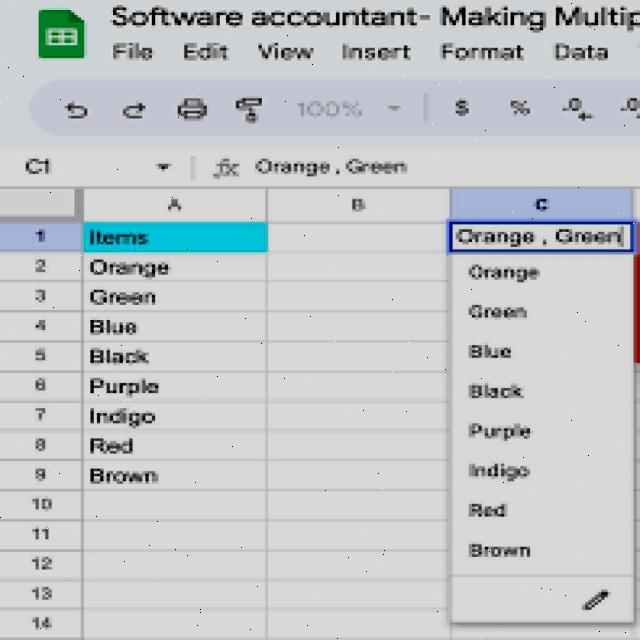 Software accountant- Making Multip
File Edit View Insert Format Data
100% $ % .0
C1 fx Orange , Green
A B C
1 Items Orange , Green
2 Orange
3 Green
4 Blue
5 Black
6 Purple
7 Indigo
8 Red
9 Brown
10
11
12
13
14
Orange
Green
Blue
Black
Purple
Indigo
Red
Brown